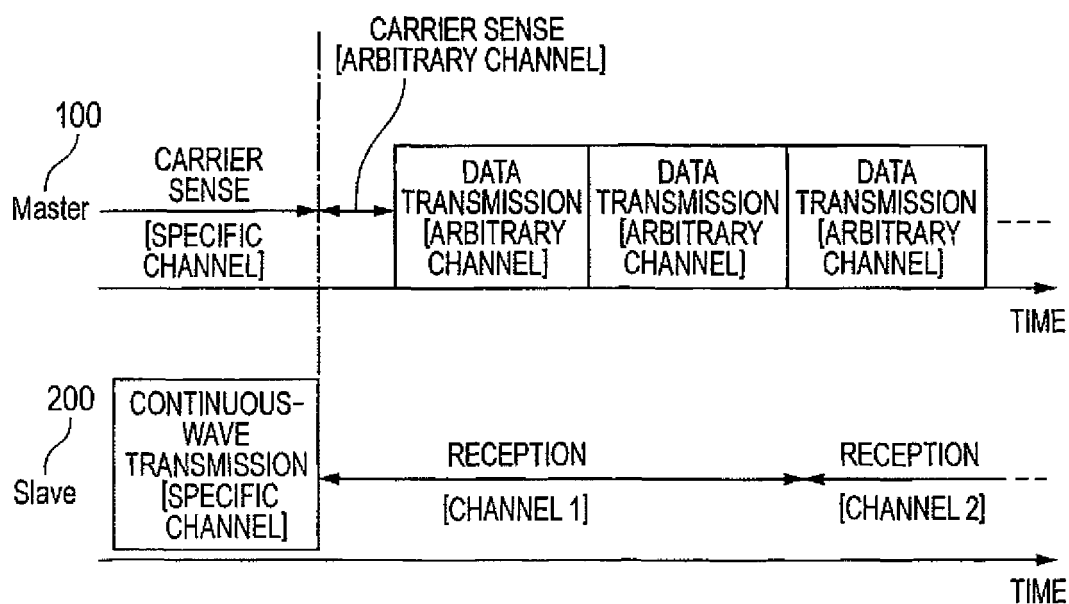 CARRIER SENSE
[ARBITRARY CHANNEL]
100
Master
CARRIER
SENSE
[SPECIFIC
CHANNEL]
DATA
TRANSMISSION
[ARBITRARY
CHANNEL]
DATA
TRANSMISSION
[ARBITRARY
CHANNEL]
DATA
TRANSMISSION
[ARBITRARY
CHANNEL]
TIME
200
Slave
CONTINUOUS-
WAVE
TRANSMISSION
[SPECIFIC
CHANNEL]
RECEPTION
[CHANNEL 1]
RECEPTION
[CHANNEL 2]
TIME